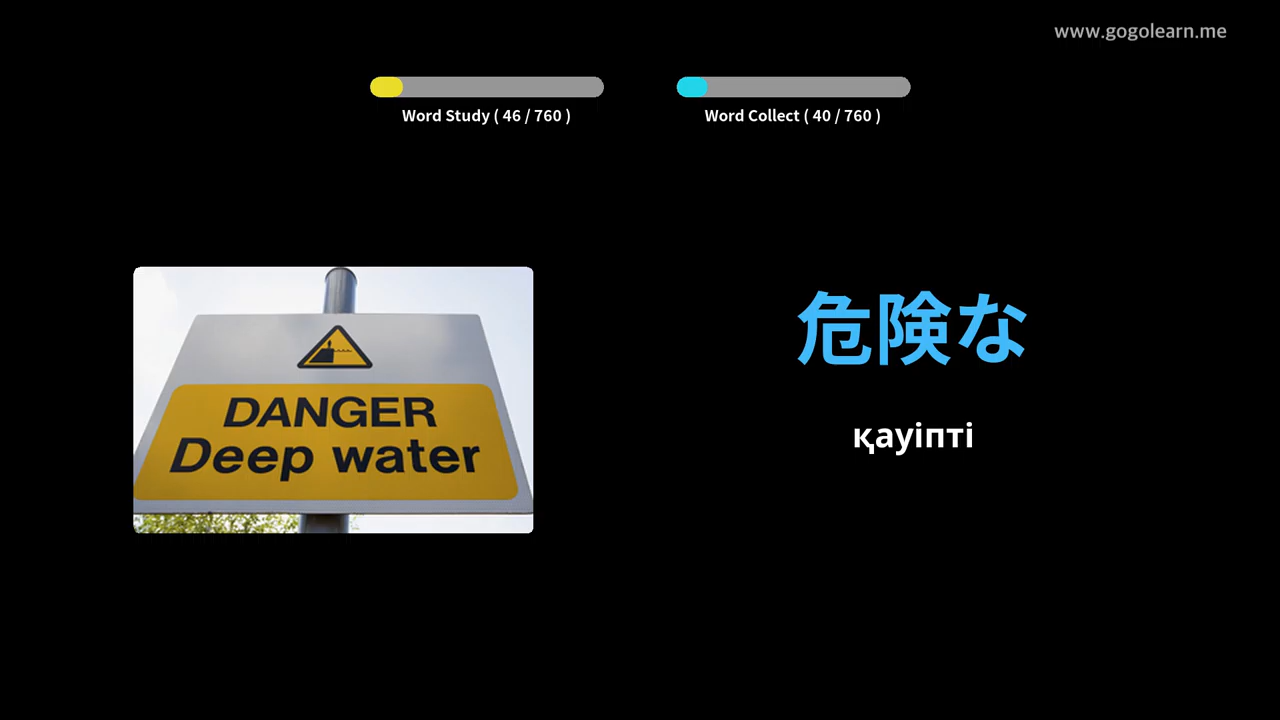 www.gogolearn.me
Word Study ( 46 / 760 )
Word Collect ( 40 / 760 )
DANGER
Deep water
危険な
қауіпті